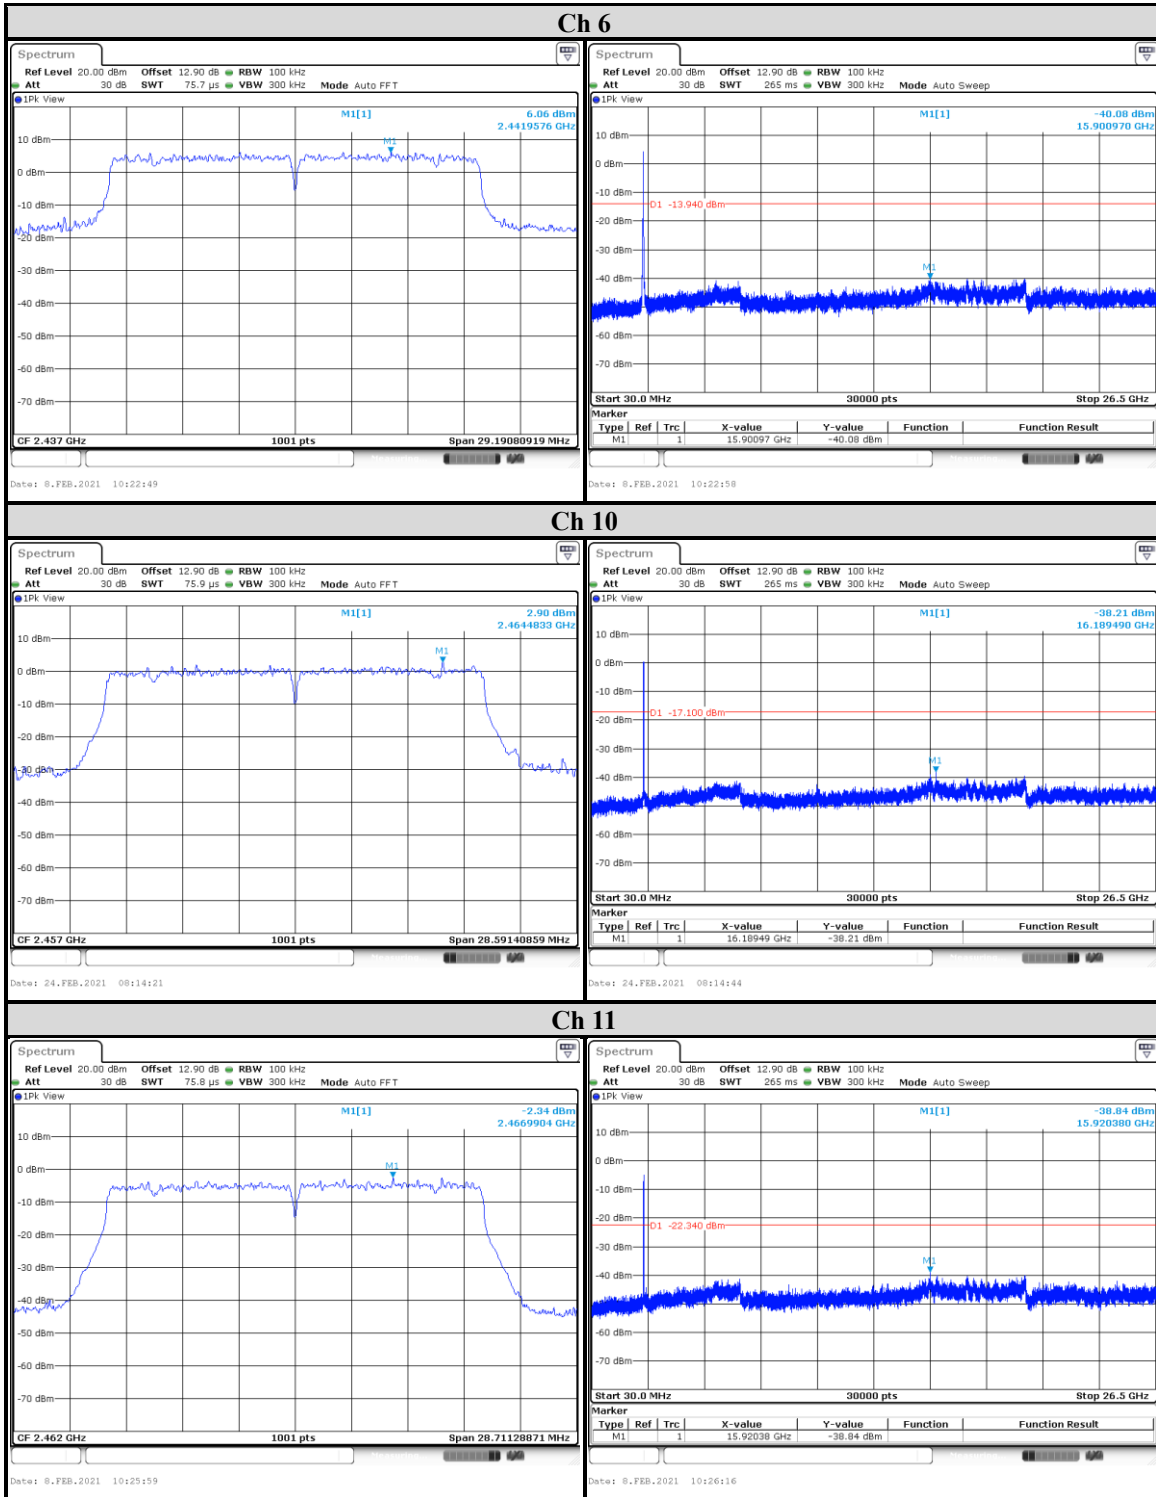 Ch 6
Spectrum
Ref Level 20.00 dBm Offset 12.90 dB RBW 100 kHz
Att 30 dB SWT 75.7 µs VBW 300 kHz Mode Auto FFT
1Pk View
M1[1] 6.06 dBm
2.4419576 GHz
M1
10 dBm
0 dBm
-10 dBm
-20 dBm
-30 dBm
-40 dBm
-50 dBm
-60 dBm
-70 dBm
CF 2.437 GHz 1001 pts Span 29.19080919 MHz
Date: 8.FEB.2021 10:22:49
Spectrum
Ref Level 20.00 dBm Offset 12.90 dB RBW 100 kHz
Att 30 dB SWT 265 ms VBW 300 kHz Mode Auto Sweep
1Pk View
M1[1] -40.08 dBm
15.900970 GHz
10 dBm
0 dBm
-10 dBm
D1 -13.940 dBm
-20 dBm
-30 dBm
M1
-40 dBm
-60 dBm
-70 dBm
Start 30.0 MHz 30000 pts Stop 26.5 GHz
Marker
Type Ref Trc X-value Y-value Function Function Result
M1 1 15.90097 GHz -40.08 dBm
Date: 8.FEB.2021 10:22:58
Ch 10
Spectrum
Ref Level 20.00 dBm Offset 12.90 dB RBW 100 kHz
Att 30 dB SWT 75.9 µs VBW 300 kHz Mode Auto FFT
1Pk View
M1[1] 2.90 dBm
2.4644833 GHz
10 dBm
M1
0 dBm
-10 dBm
-20 dBm
-30 dBm
-40 dBm
-50 dBm
-60 dBm
-70 dBm
CF 2.457 GHz 1001 pts Span 28.59140859 MHz
Date: 24.FEB.2021 08:14:21
Spectrum
Ref Level 20.00 dBm Offset 12.90 dB RBW 100 kHz
Att 30 dB SWT 265 ms VBW 300 kHz Mode Auto Sweep
1Pk View
M1[1] -38.21 dBm
16.189490 GHz
10 dBm
0 dBm
-10 dBm
D1 -17.100 dBm
-20 dBm
-30 dBm
M1
-40 dBm
-60 dBm
-70 dBm
Start 30.0 MHz 30000 pts Stop 26.5 GHz
Marker
Type Ref Trc X-value Y-value Function Function Result
M1 1 16.18949 GHz -38.21 dBm
Date: 24.FEB.2021 08:14:44
Ch 11
Spectrum
Ref Level 20.00 dBm Offset 12.90 dB RBW 100 kHz
Att 30 dB SWT 75.8 µs VBW 300 kHz Mode Auto FFT
1Pk View
M1[1] -2.34 dBm
2.4669904 GHz
10 dBm
0 dBm
M1
-10 dBm
-20 dBm
-30 dBm
-40 dBm
-50 dBm
-60 dBm
-70 dBm
CF 2.462 GHz 1001 pts Span 28.71128871 MHz
Date: 8.FEB.2021 10:25:59
Spectrum
Ref Level 20.00 dBm Offset 12.90 dB RBW 100 kHz
Att 30 dB SWT 265 ms VBW 300 kHz Mode Auto Sweep
1Pk View
M1[1] -38.84 dBm
15.920380 GHz
10 dBm
0 dBm
-10 dBm
-20 dBm
D1 -22.340 dBm
-30 dBm
M1
-40 dBm
-60 dBm
-70 dBm
Start 30.0 MHz 30000 pts Stop 26.5 GHz
Marker
Type Ref Trc X-value Y-value Function Function Result
M1 1 15.92038 GHz -38.84 dBm
Date: 8.FEB.2021 10:26:16